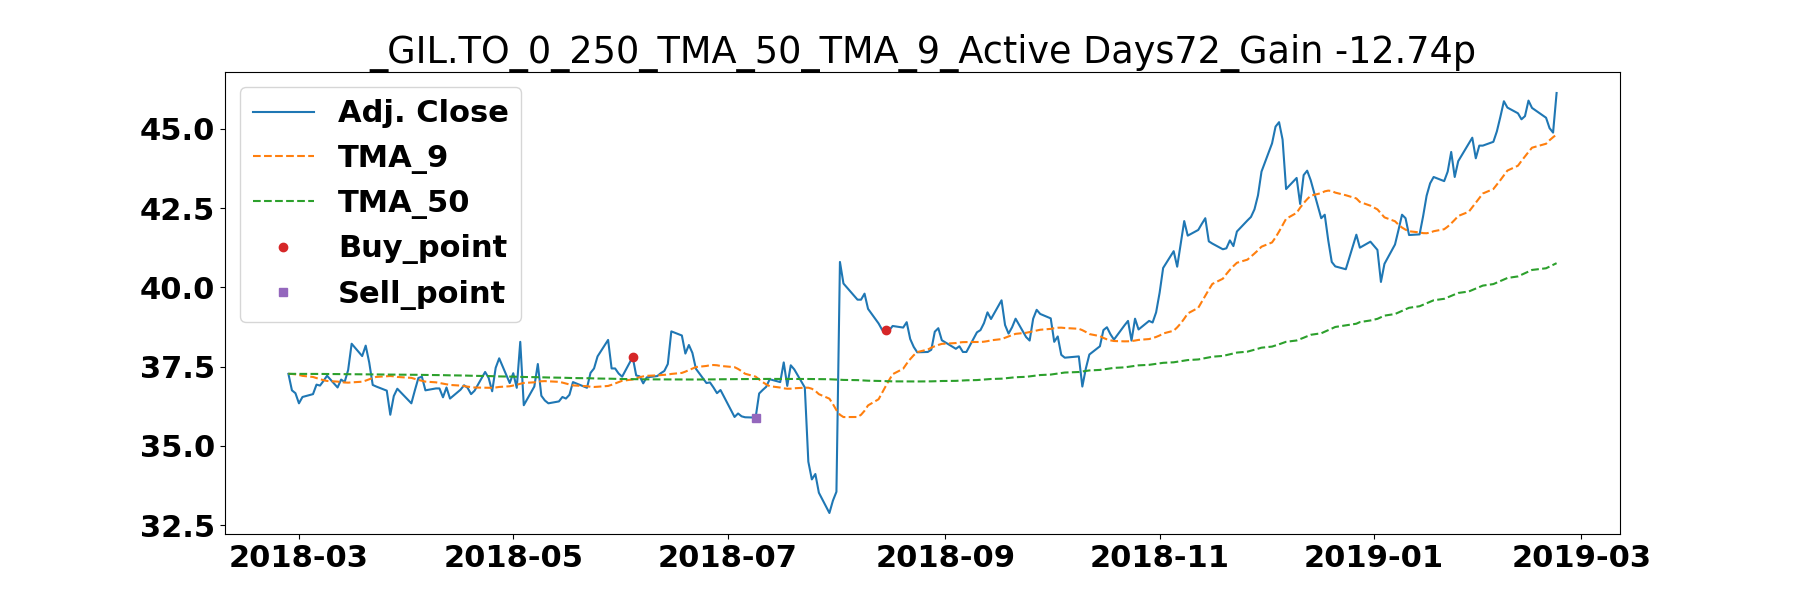 _GIL.TO_0_250_TMA_50_TMA_9_Active Days72_Gain -12.74p
Adj. Close
TMA_9
TMA_50
Buy_point
Sell_point
45.0
42.5
40.0
37.5
35.0
32.5
2018-03 2018-05 2018-07 2018-09 2018-11 2019-01 2019-03